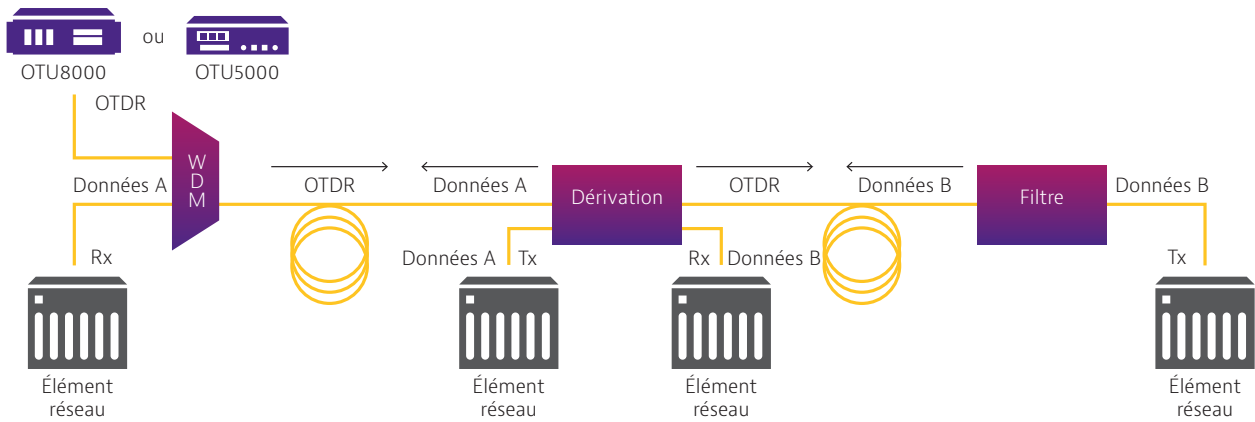 ou
OTU8000
OTU5000
OTDR
WDM
Données A
OTDR
Données A
Dérivation
OTDR
Données B
Filtre
Données B
Rx
Données A
Tx
Rx
Données B
Tx
Élément
réseau
Élément
réseau
Élément
réseau
Élément
réseau